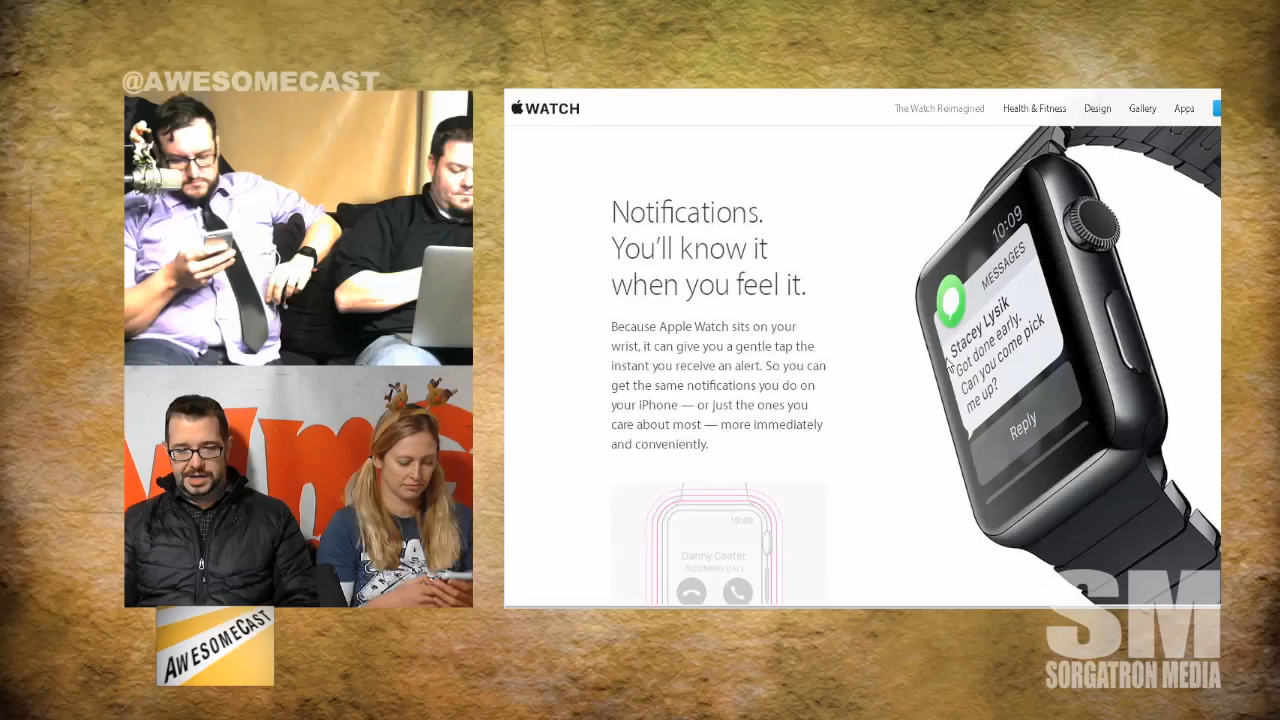 @AWESOMECAST
WATCH
The Watch Reimagined
Health & Fitness
Design
Gallery
Apps
Notifications.
You'll know it
when you feel it.
Because Apple Watch sits on your
wrist, it can give you a gentle tap the
instant you receive an alert. So you can
get the same notifications you do on
your iPhone — or just the ones you
care about most — more immediately
and conveniently.
10:09
Danny Coster
INCOMING CALL
10:09
MESSAGES
Stacey Lysik
Got done early.
Can you come pick
me up?
Reply
AWESOMECAST
SM
SORGATRON MEDIA